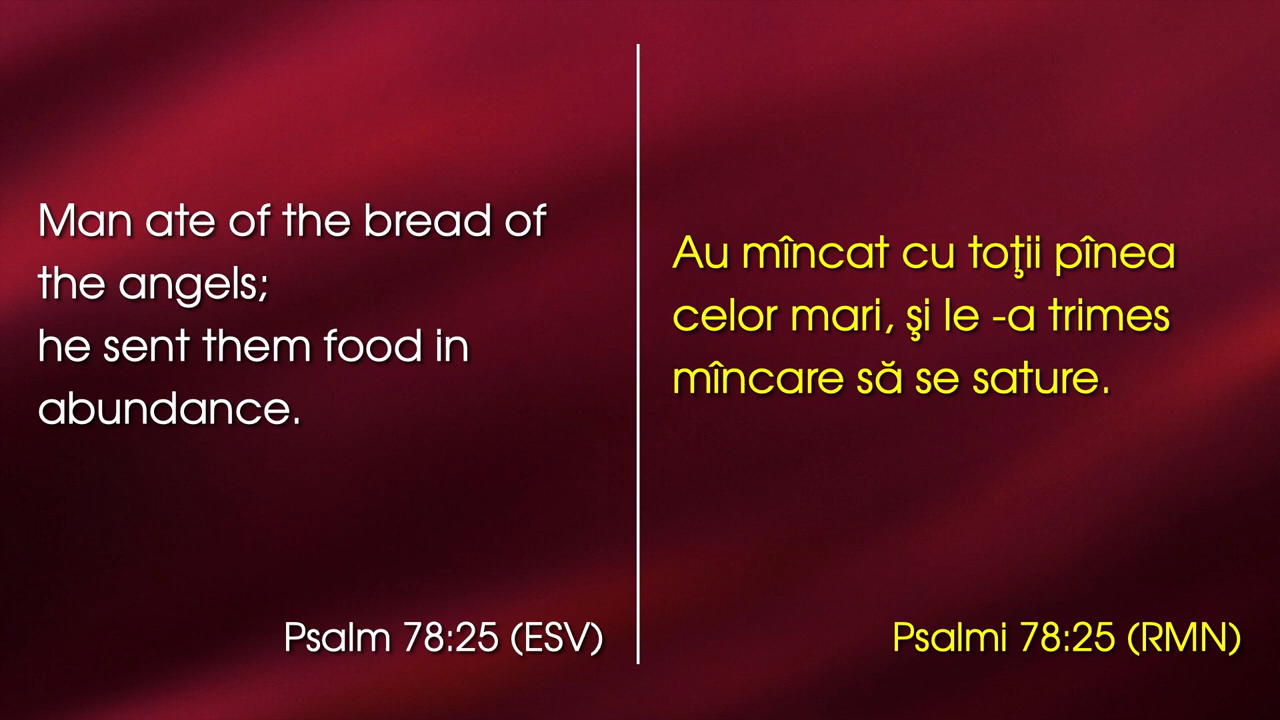 Man ate of the bread of
the angels;
he sent them food in
abundance.
Psalm 78:25 (ESV)
Au mîncat cu toţii pînea
celor mari, şi le -a trimes
mîncare să se sature.
Psalmi 78:25 (RMN)